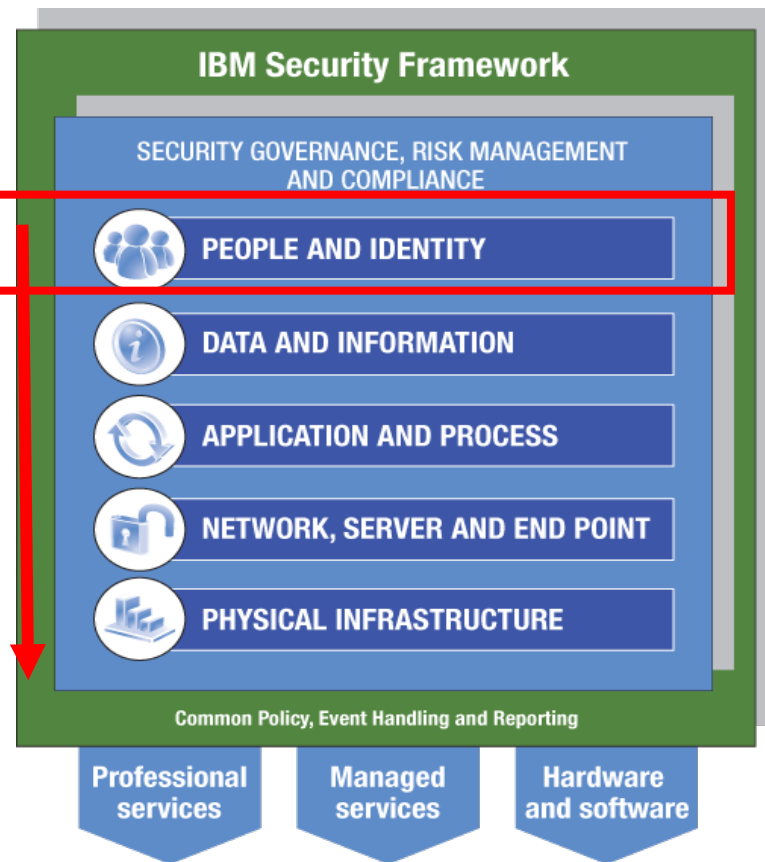 IBM Security Framework
SECURITY GOVERNANCE, RISK MANAGEMENT
AND COMPLIANCE
PEOPLE AND IDENTITY
DATA AND INFORMATION
APPLICATION AND PROCESS
NETWORK, SERVER AND END POINT
PHYSICAL INFRASTRUCTURE
Common Policy, Event Handling and Reporting
Professional
services
Managed
services
Hardware
and software